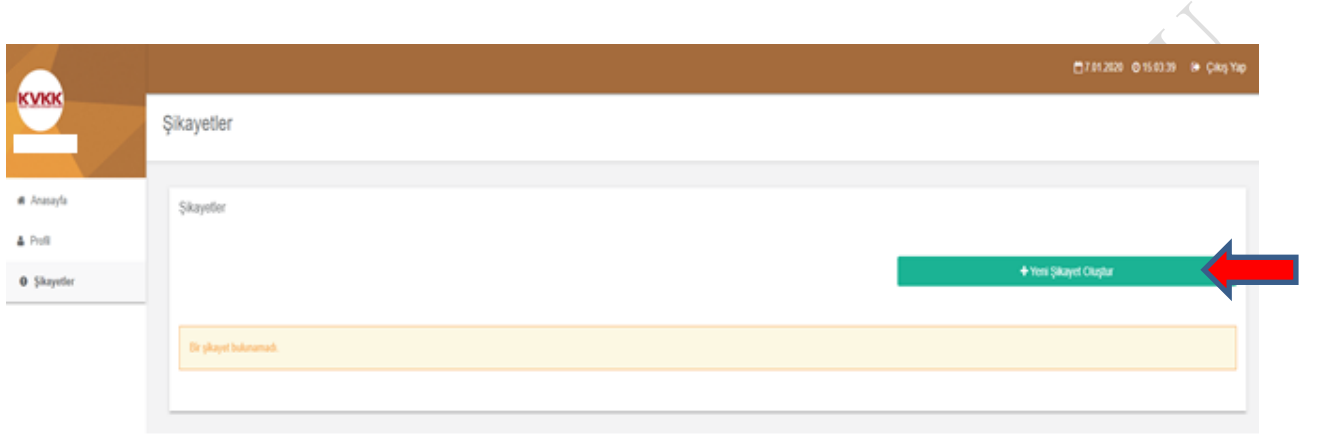 7.01.2020 15:03:39 Çıkış Yap
KVKK
Şikayetler
Anasayfa
Profil
Şikayetler
Şikayetler
+ Yeni Şikayet Oluştur
Bir şikayet bulunamadı.